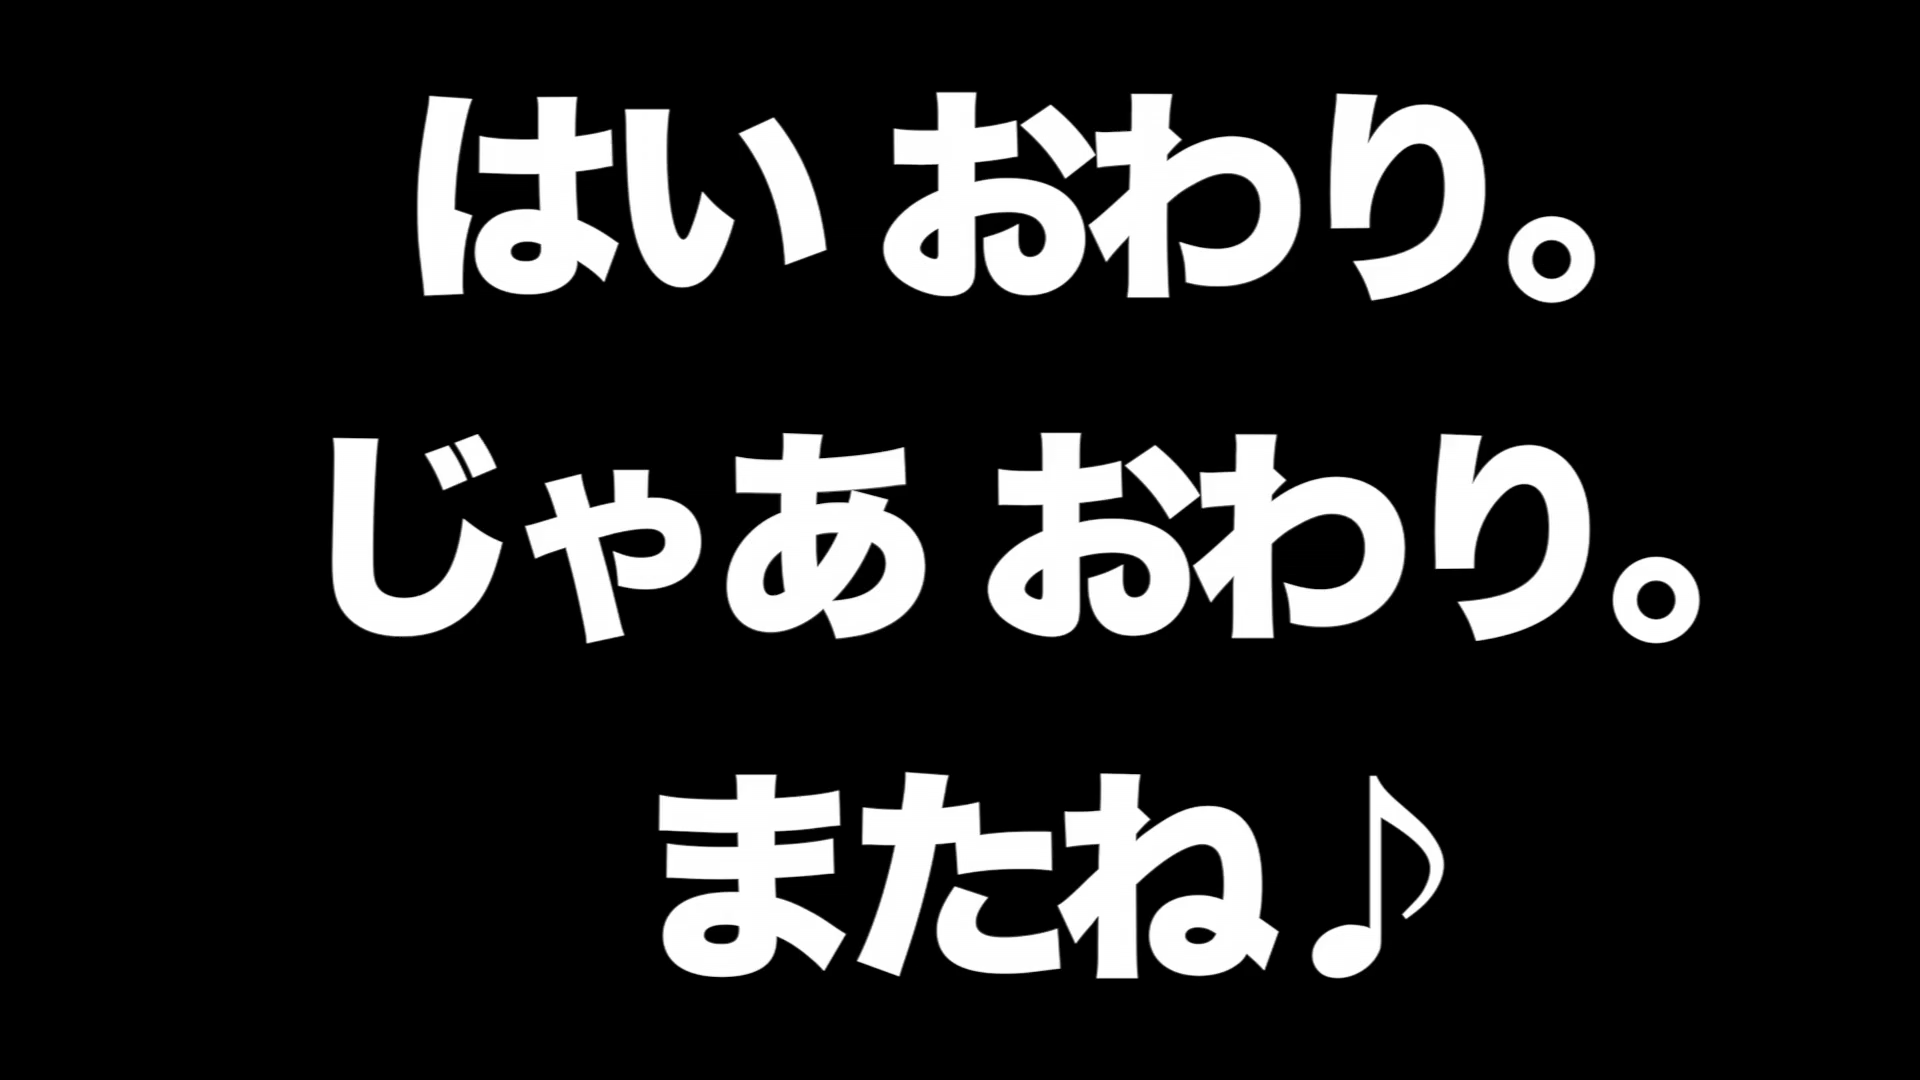 はい おわり。
じゃあ おわり。
またね♪